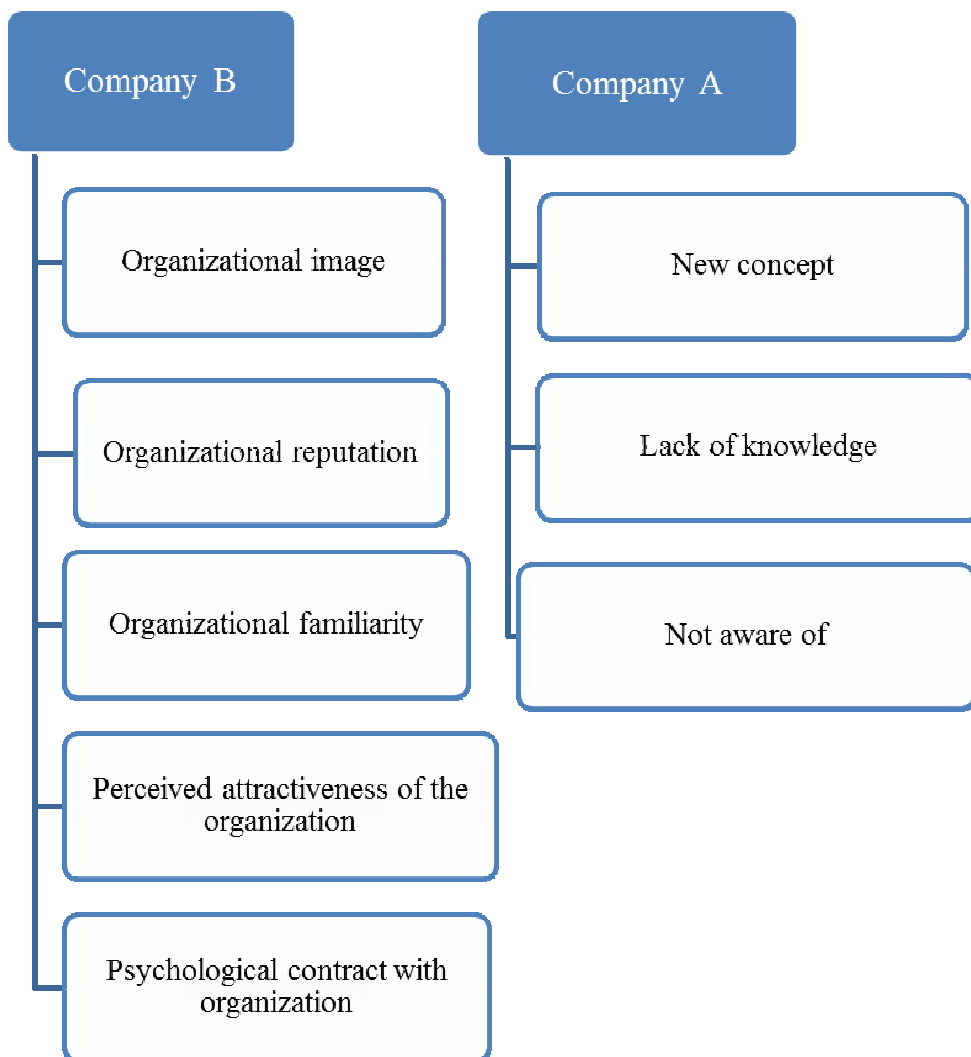 Company B
Organizational image
Organizational reputation
Organizational familiarity
Perceived attractiveness of the
organization
Psychological contract with
organization
Company A
New concept
Lack of knowledge
Not aware of